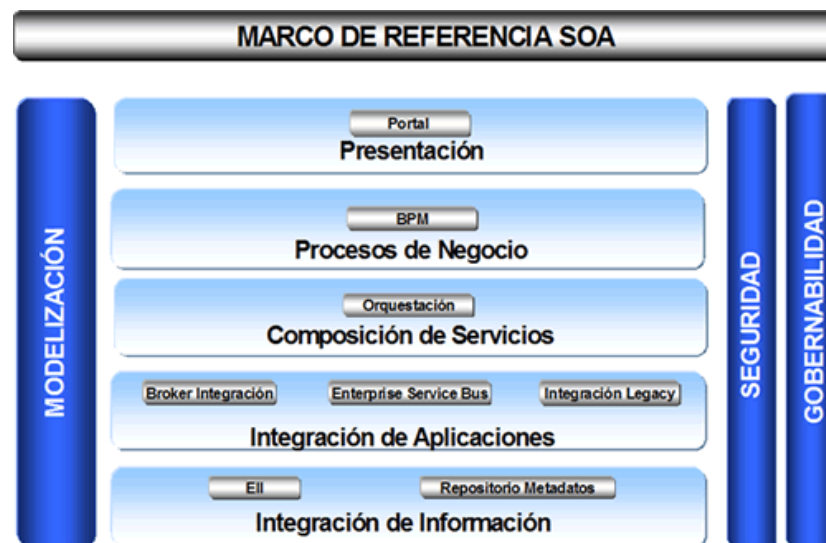 MARCO DE REFERENCIA SOA
MODELIZACIÓN
Portal
Presentación
BPM
Procesos de Negocio
Orquestación
Composición de Servicios
Broker Integración
Enterprise Service Bus
Integración Legacy
Integración de Aplicaciones
EII
Repositorio Metadatos
Integración de Información
SEGURIDAD
GOBERNABILIDAD